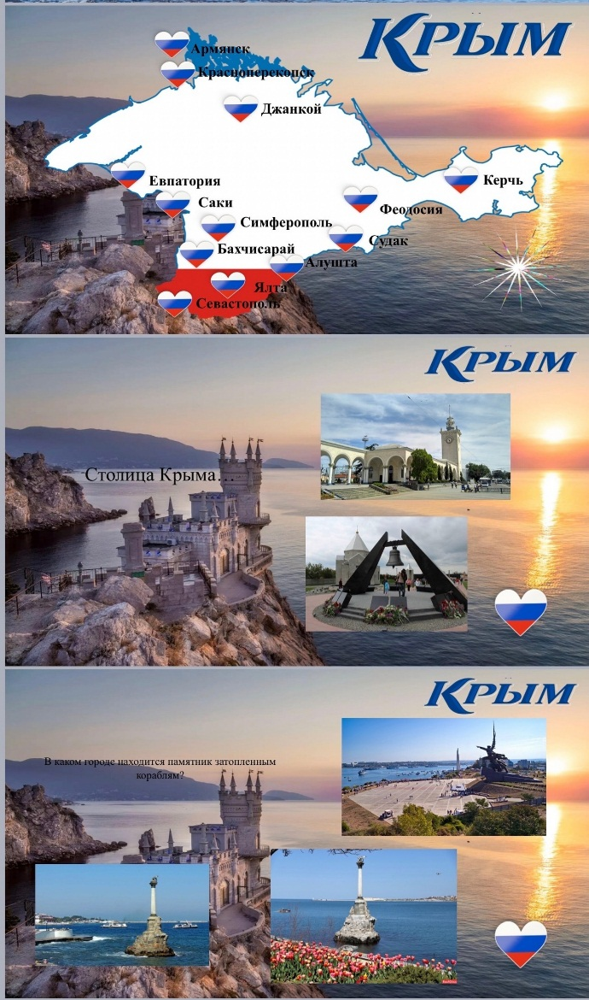 Крым
Армянск
Красноперекопск
Джанкой
Евпатория
Керчь
Саки
Феодосия
Симферополь
Судак
Бахчисарай
Алушта
Ялта
Севастополь
Крым
Столица Крыма...
Крым
В каком городе находится памятник затопленным
кораблям?